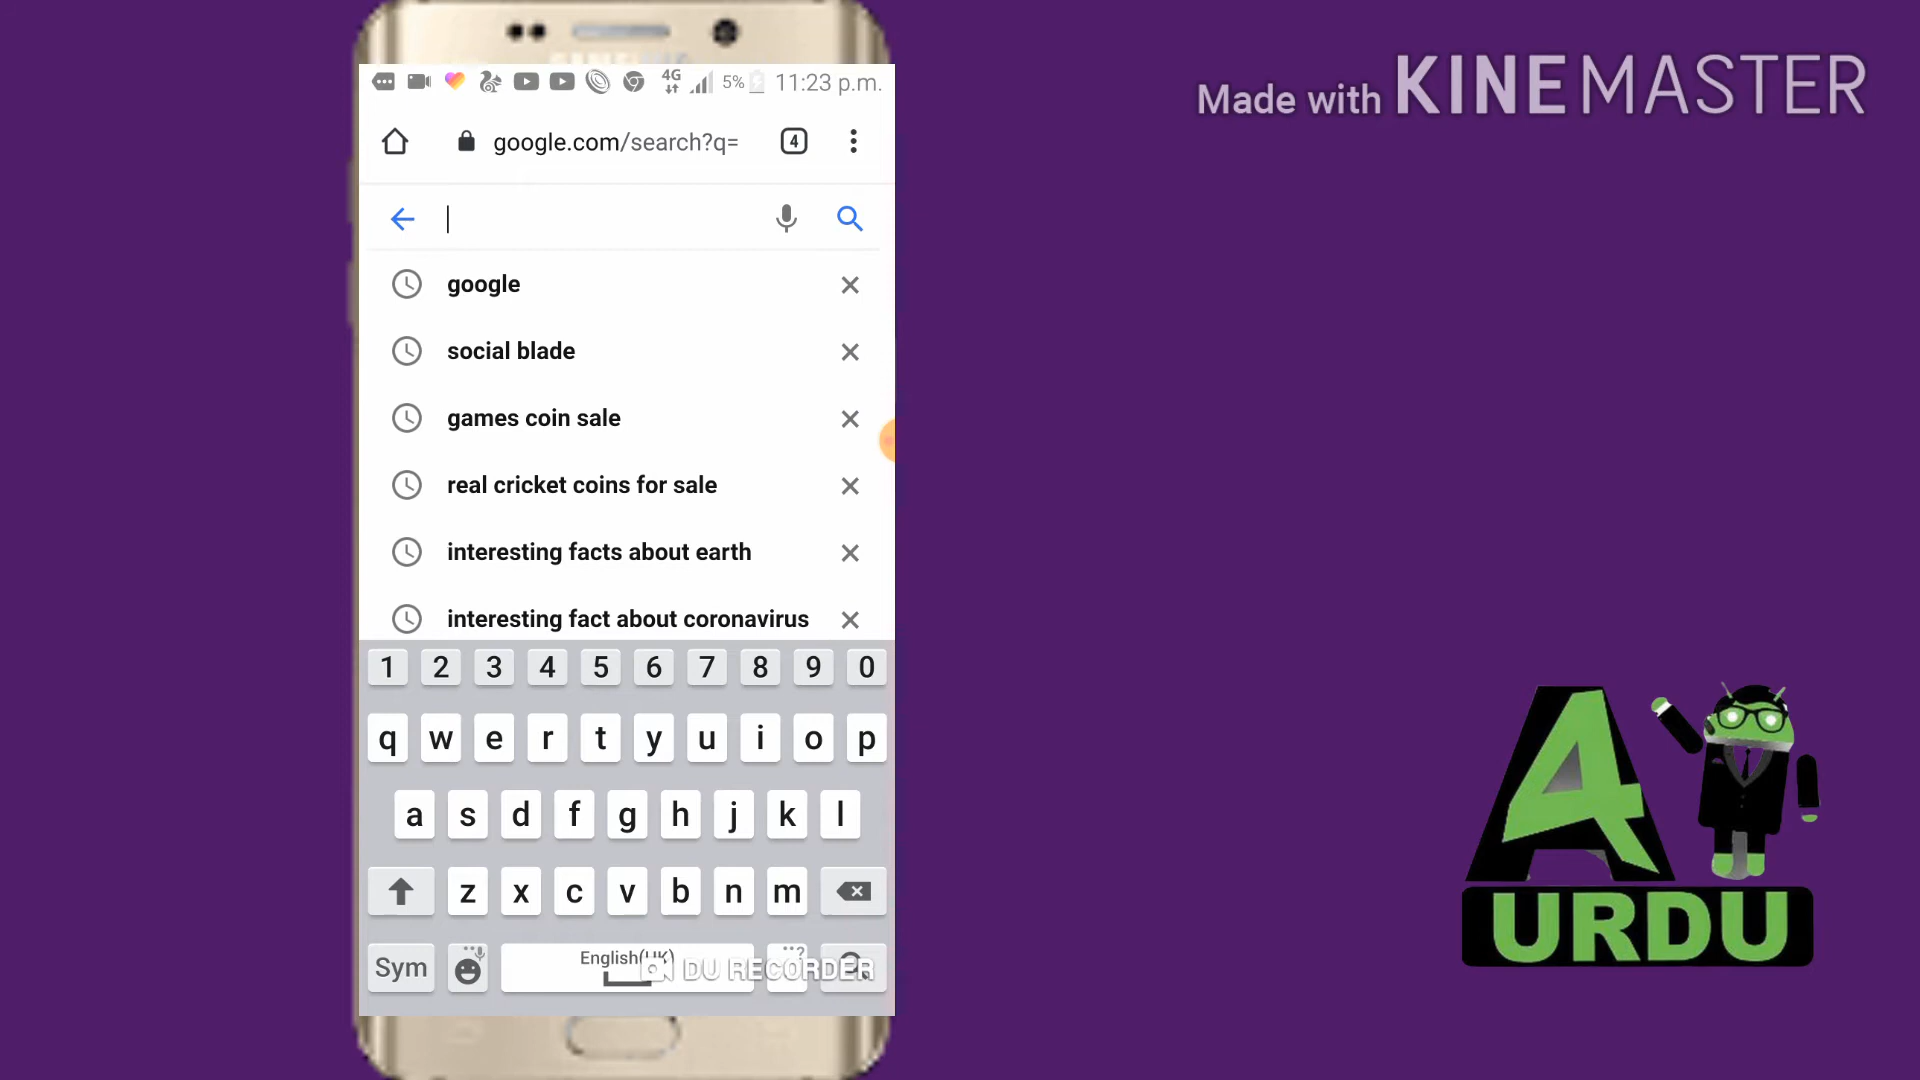 Made with KINEMASTER
4G 5% 11:23 p.m.
google.com/search?q= 4
google
social blade
games coin sale
real cricket coins for sale
interesting facts about earth
interesting fact about coronavirus
1 2 3 4 5 6 7 8 9 0
q w e r t y u i o p
a s d f g h j k l
z x c v b n m
Sym English(UK) ?
DU RECORDER
A
URDU